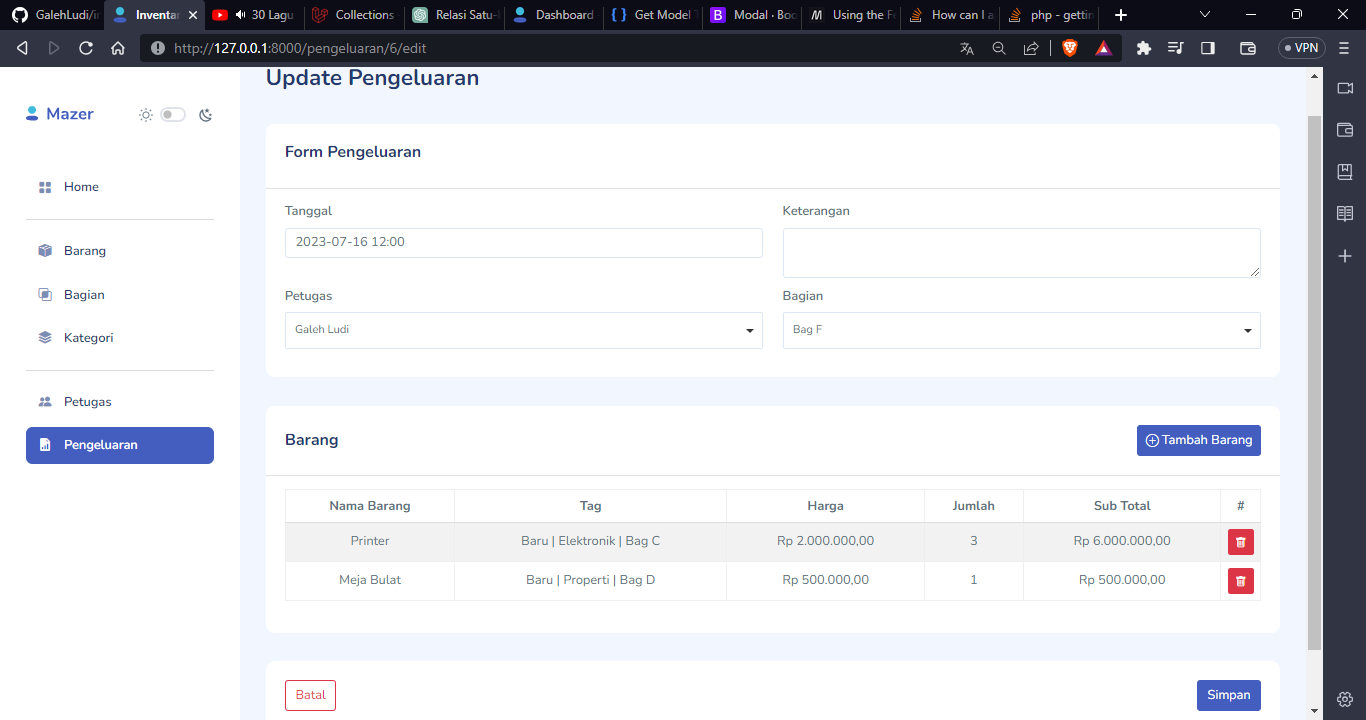 GalehLudi/i
Inventa
30 Lagu
Collections
Relasi Satu-
Dashboard
Get Model
Modal · Boo
Using the F
How can I a
php - gettin
http://127.0.0.1:8000/pengeluaran/6/edit
VPN
Mazer
Home
Barang
Bagian
Kategori
Petugas
Pengeluaran
Update Pengeluaran
Form Pengeluaran
Tanggal
2023-07-16 12:00
Keterangan
Petugas
Galeh Ludi
Bagian
Bag F
Barang
Tambah Barang
Nama Barang Tag Harga Jumlah Sub Total #
Printer Baru | Elektronik | Bag C Rp 2.000.000,00 3 Rp 6.000.000,00
Meja Bulat Baru | Properti | Bag D Rp 500.000,00 1 Rp 500.000,00
Batal
Simpan